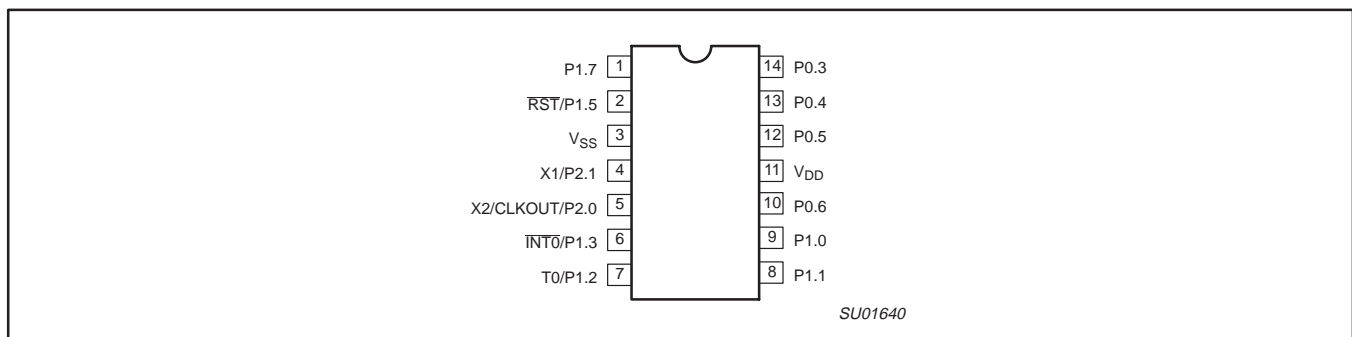 P1.7 1 14 P0.3
R̅S̅T̅/P1.5 2 13 P0.4
VSS 3 12 P0.5
X1/P2.1 4 11 VDD
X2/CLKOUT/P2.0 5 10 P0.6
I̅N̅T̅0̅/P1.3 6 9 P1.0
T0/P1.2 7 8 P1.1
SU01640